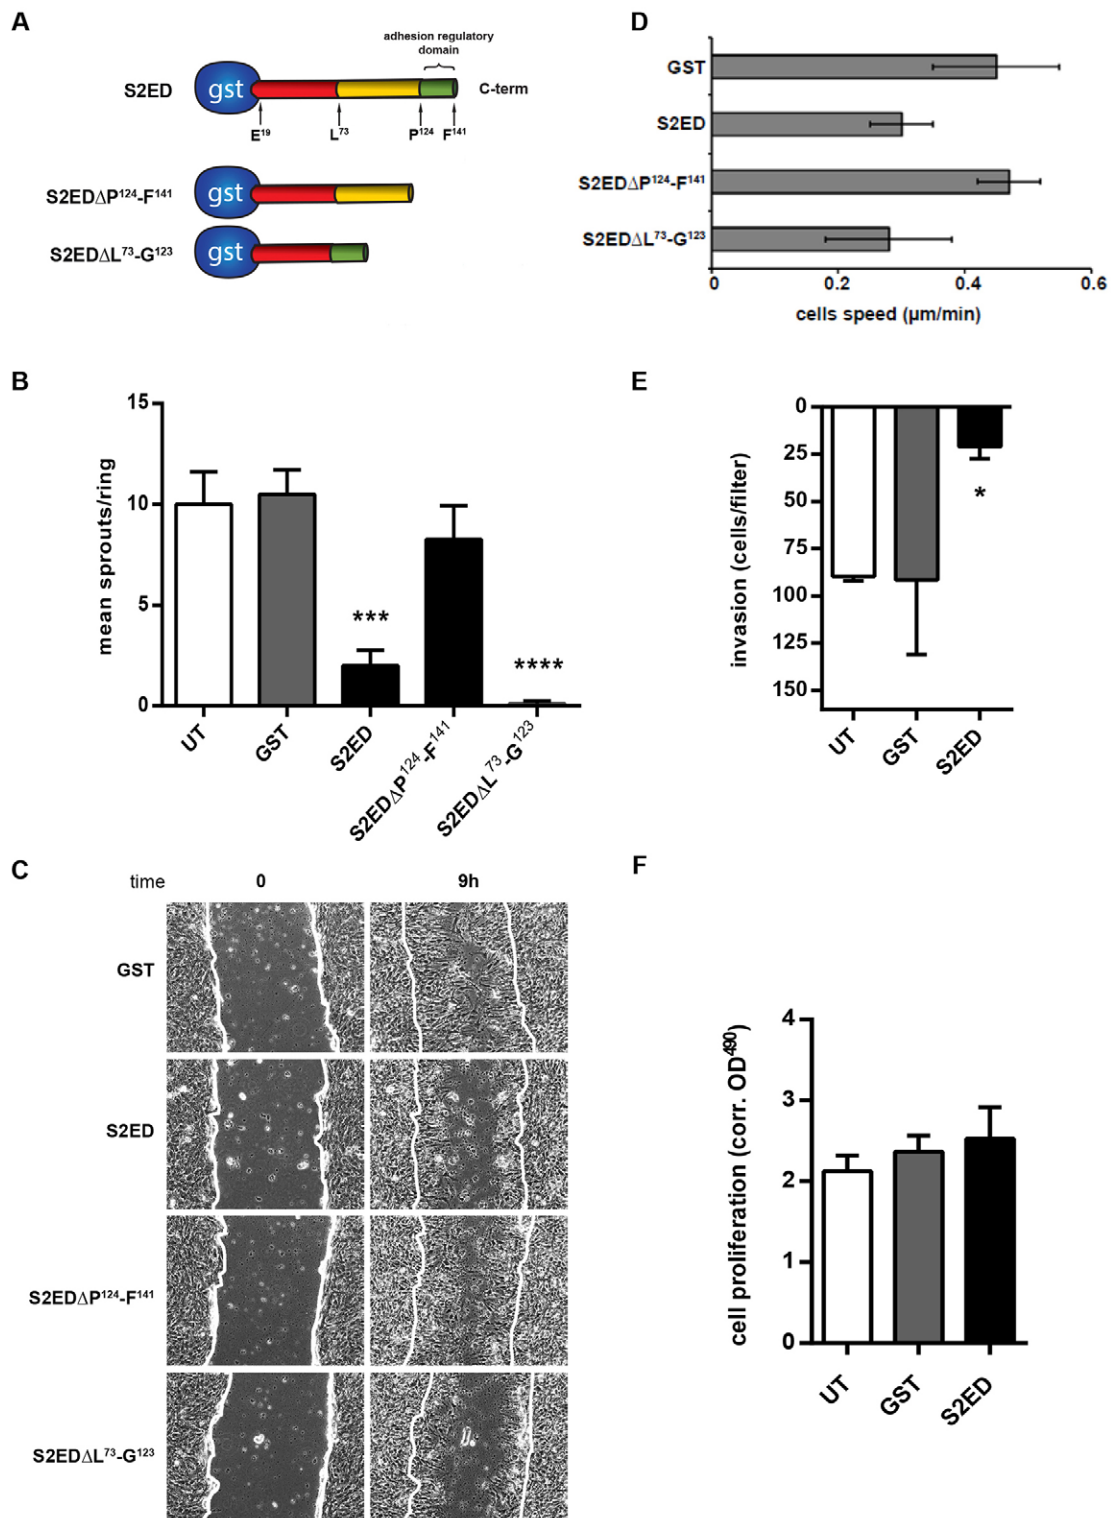 A
adhesion regulatory
domain
S2ED
gst
C-term
E¹⁹
L⁷³
P¹²⁴
F¹⁴¹
S2EDΔP¹²⁴-F¹⁴¹
gst
S2EDΔL⁷³-G¹²³
gst
D
GST
S2ED
S2EDΔP¹²⁴-F¹⁴¹
S2EDΔL⁷³-G¹²³
0
0.2
0.4
0.6
cells speed (µm/min)
B
mean sprouts/ring
15
10
5
0
***
****
UT
GST
S2ED
S2EDΔP¹²⁴-F¹⁴¹
S2EDΔL⁷³-G¹²³
E
invasion (cells/filter)
0
25
50
75
100
125
150
*
UT
GST
S2ED
C
time
0
9h
GST
S2ED
S2EDΔP¹²⁴-F¹⁴¹
S2EDΔL⁷³-G¹²³
F
cell proliferation (corr. OD⁴⁹⁰)
4
3
2
1
0
UT
GST
S2ED